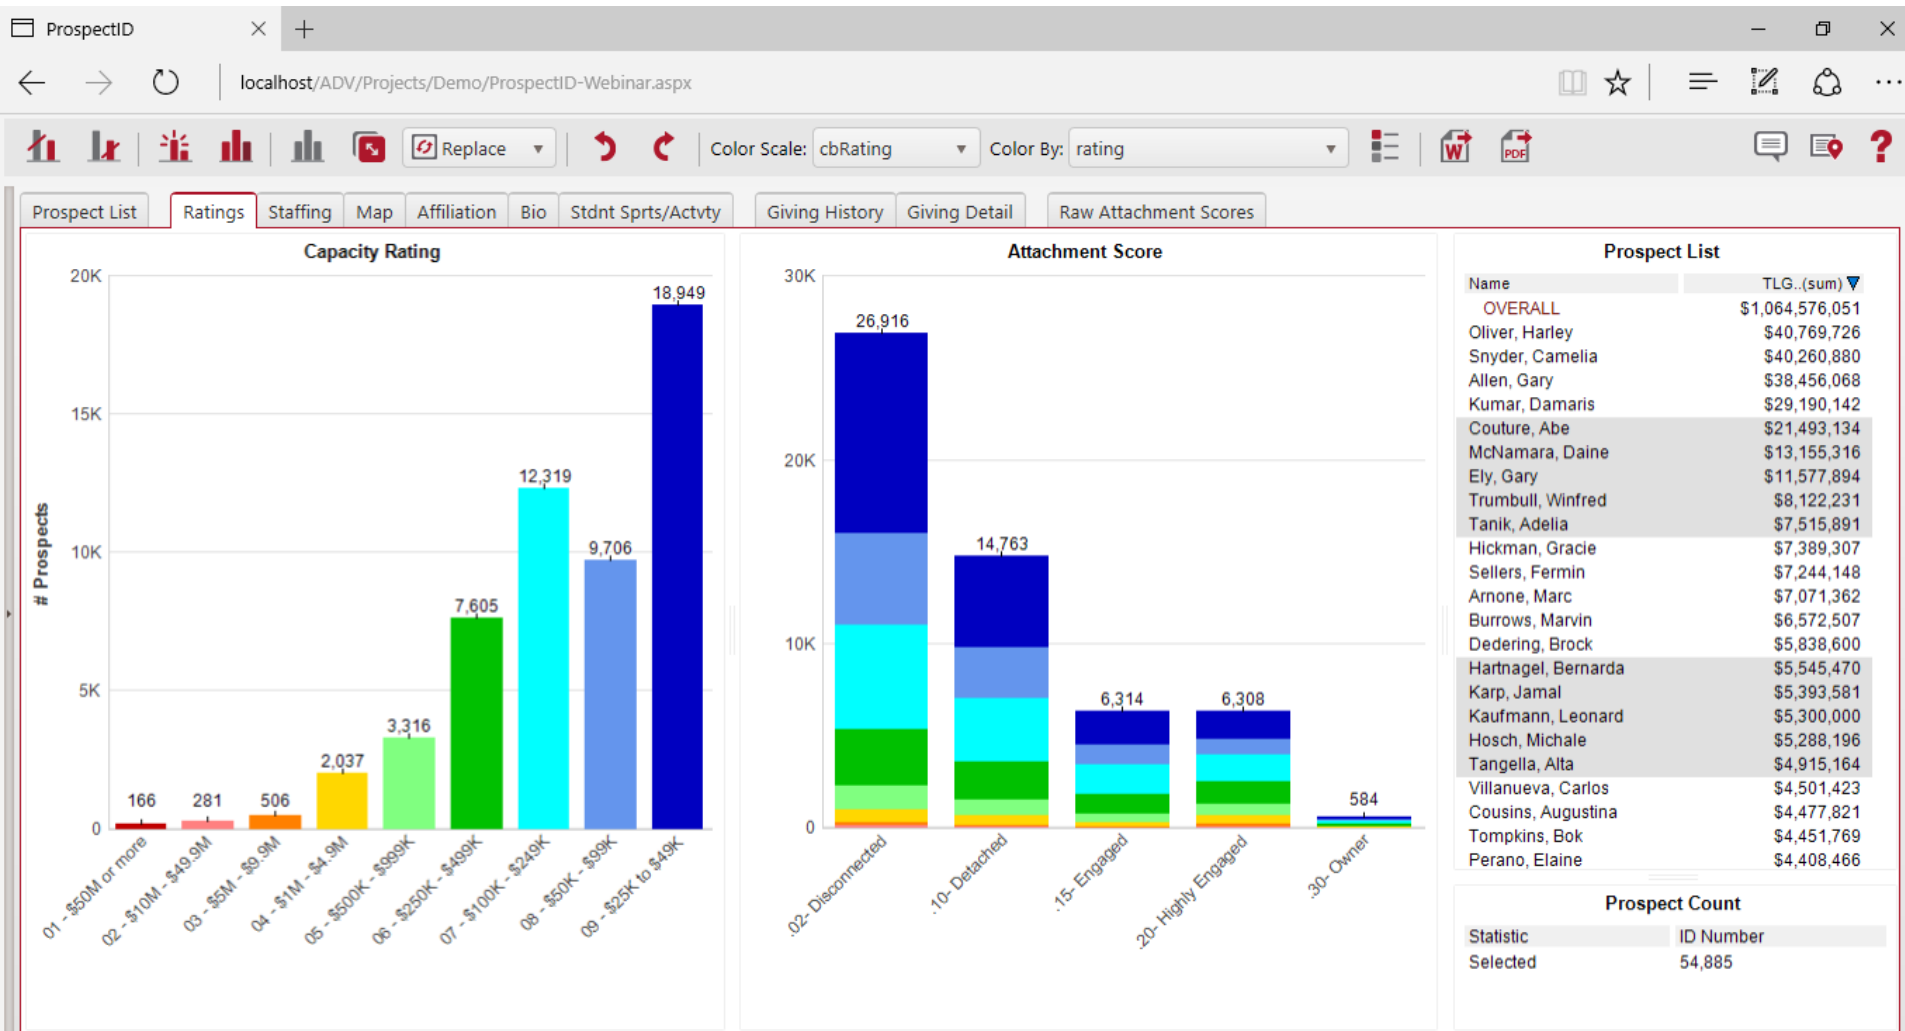 ProspectID
localhost/ADV/Projects/Demo/ProspectID-Webinar.aspx
Replace
Color Scale: cbRating
Color By: rating
W
PDF
?
Prospect List
Ratings
Staffing
Map
Affiliation
Bio
Stdnt Sprts/Actvty
Giving History
Giving Detail
Raw Attachment Scores
Capacity Rating
# Prospects
20K
15K
10K
5K
0
166
281
506
2,037
3,316
7,605
12,319
9,706
18,949
01 - $50M or more
02 - $10M - $49.9M
03 - $5M - $9.9M
04 - $1M - $4.9M
05 - $500K - $999K
06 - $250K - $499K
07 - $100K - $249K
08 - $50K - $99K
09 - $25K to $49K
Attachment Score
30K
20K
10K
0
26,916
14,763
6,314
6,308
584
.02- Disconnected
.10- Detached
.15- Engaged
.20- Highly Engaged
.30- Owner
Prospect List
Name TLG..(sum)
OVERALL $1,064,576,051
Oliver, Harley $40,769,726
Snyder, Camelia $40,260,880
Allen, Gary $38,456,068
Kumar, Damaris $29,190,142
Couture, Abe $21,493,134
McNamara, Daine $13,155,316
Ely, Gary $11,577,894
Trumbull, Winfred $8,122,231
Tanik, Adelia $7,515,891
Hickman, Gracie $7,389,307
Sellers, Fermin $7,244,148
Arnone, Marc $7,071,362
Burrows, Marvin $6,572,507
Dedering, Brock $5,838,600
Hartnagel, Bernarda $5,545,470
Karp, Jamal $5,393,581
Kaufmann, Leonard $5,300,000
Hosch, Michale $5,288,196
Tangella, Alta $4,915,164
Villanueva, Carlos $4,501,423
Cousins, Augustina $4,477,821
Tompkins, Bok $4,451,769
Perano, Elaine $4,408,466
Prospect Count
Statistic ID Number
Selected 54,885